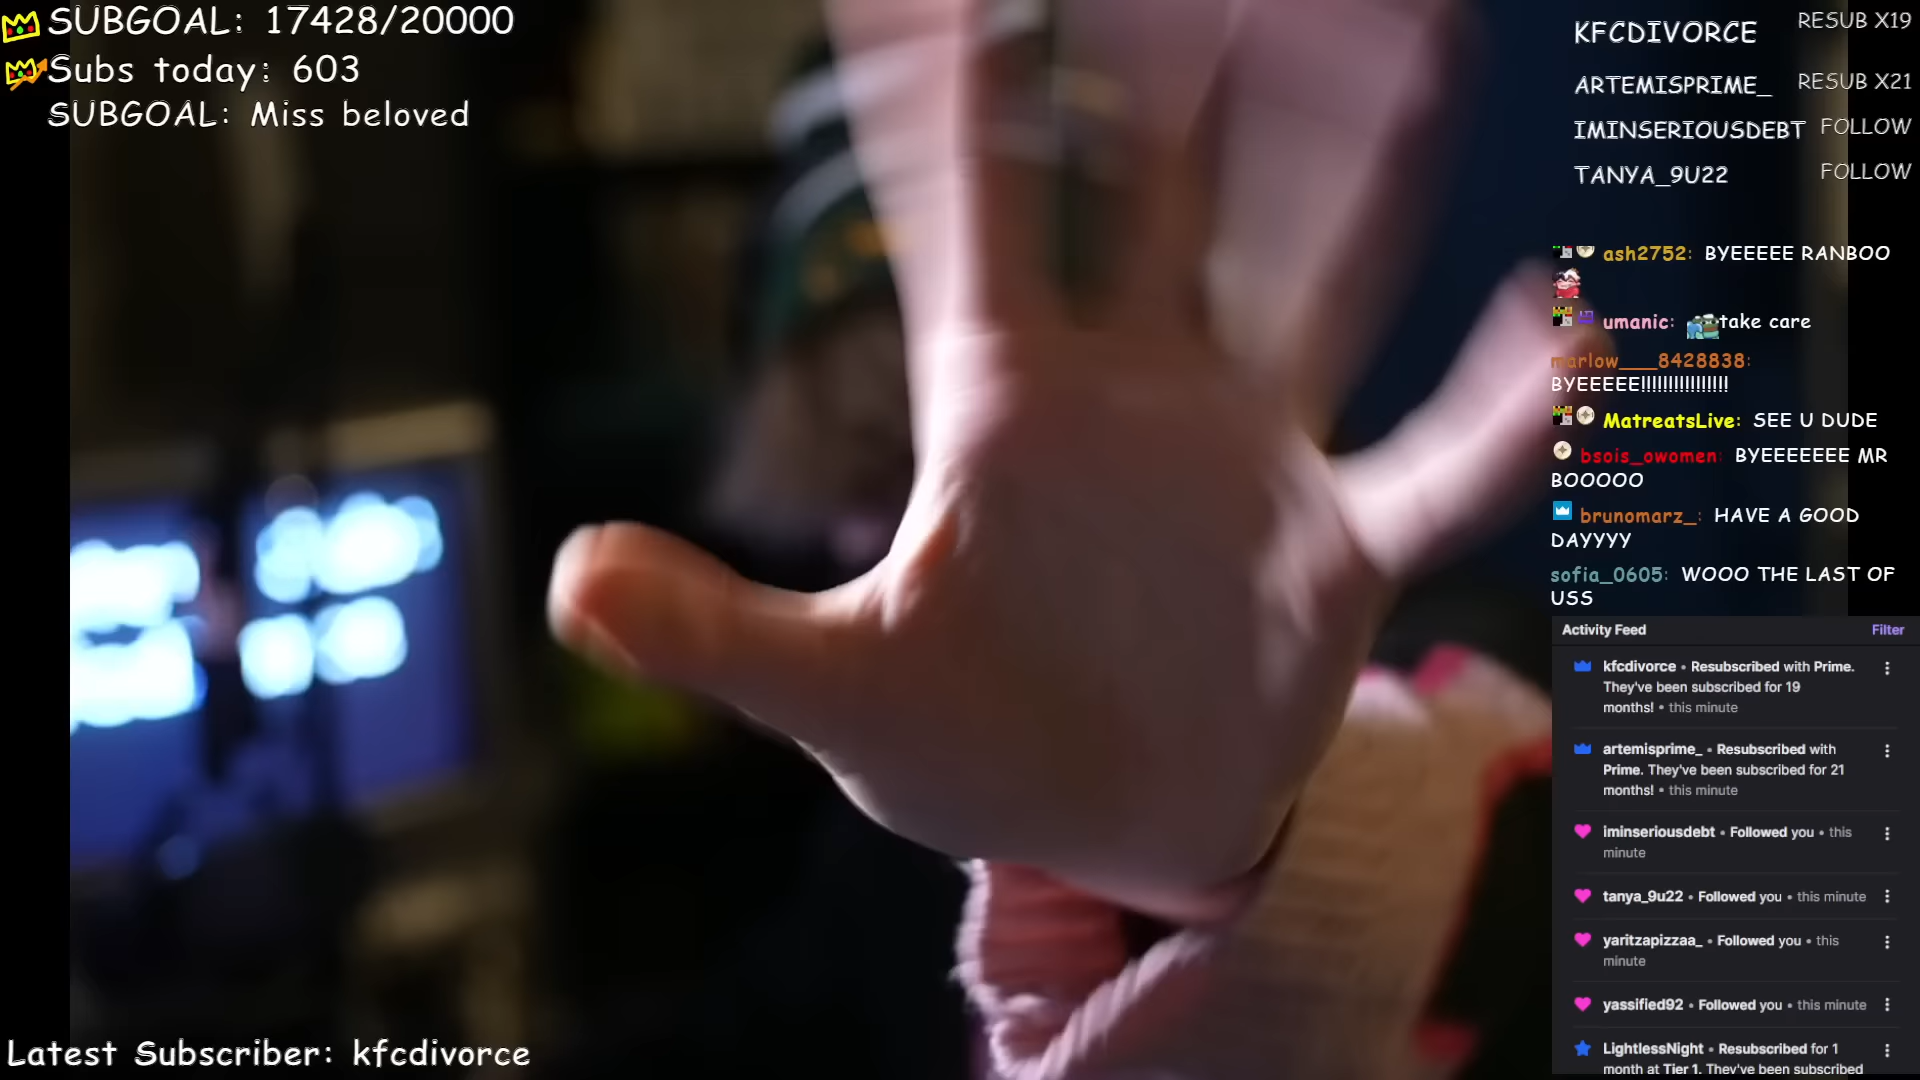 SUBGOAL: 17428/20000
Subs today: 603
SUBGOAL: Miss beloved
KFCDIVORCE RESUB X19
ARTEMISPRIME_ RESUB X21
IMINSERIOUSDEBT FOLLOW
TANYA_9U22 FOLLOW
ash2752: BYEEEEE RANBOO
umanic: take care
marlow___8428838:
BYEEEEE!!!!!!!!!!!!!!!
MatreatsLive: SEE U DUDE
bsois_owomen: BYEEEEEEE MR
BOOOOO
brunomarz_: HAVE A GOOD
DAYYYY
sofia_0605: WOOO THE LAST OF
USS
Activity Feed Filter
kfcdivorce • Resubscribed with Prime.
They've been subscribed for 19
months! • this minute
artemisprime_ • Resubscribed with
Prime. They've been subscribed for 21
months! • this minute
iminseriousdebt • Followed you • this
minute
tanya_9u22 • Followed you • this minute
yaritzapizzaa_ • Followed you • this
minute
yassified92 • Followed you • this minute
LightlessNight • Resubscribed for 1
month at Tier 1. They've been subscribed
Latest Subscriber: kfcdivorce